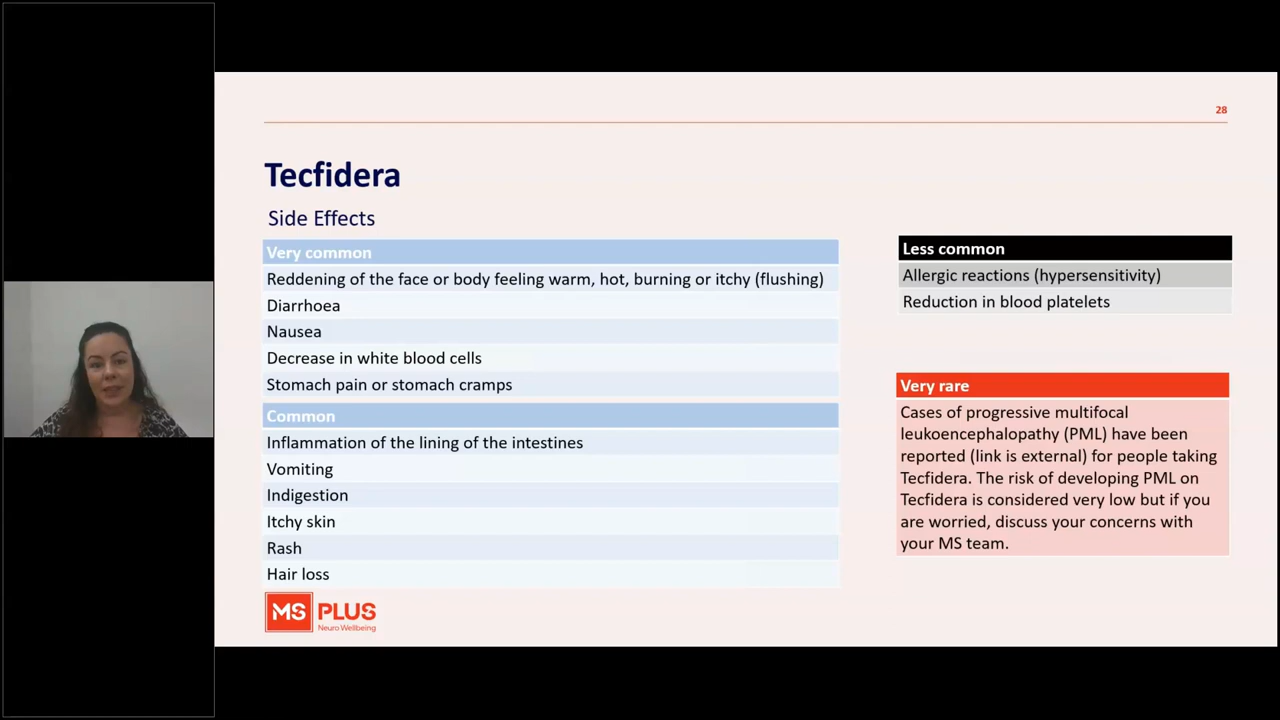 28
Tecfidera
Side Effects
Very common
Reddening of the face or body feeling warm, hot, burning or itchy (flushing)
Diarrhoea
Nausea
Decrease in white blood cells
Stomach pain or stomach cramps
Common
Inflammation of the lining of the intestines
Vomiting
Indigestion
Itchy skin
Rash
Hair loss
Less common
Allergic reactions (hypersensitivity)
Reduction in blood platelets
Very rare
Cases of progressive multifocal
leukoencephalopathy (PML) have been
reported (link is external) for people taking
Tecfidera. The risk of developing PML on
Tecfidera is considered very low but if you
are worried, discuss your concerns with
your MS team.
MS PLUS
Neuro Wellbeing